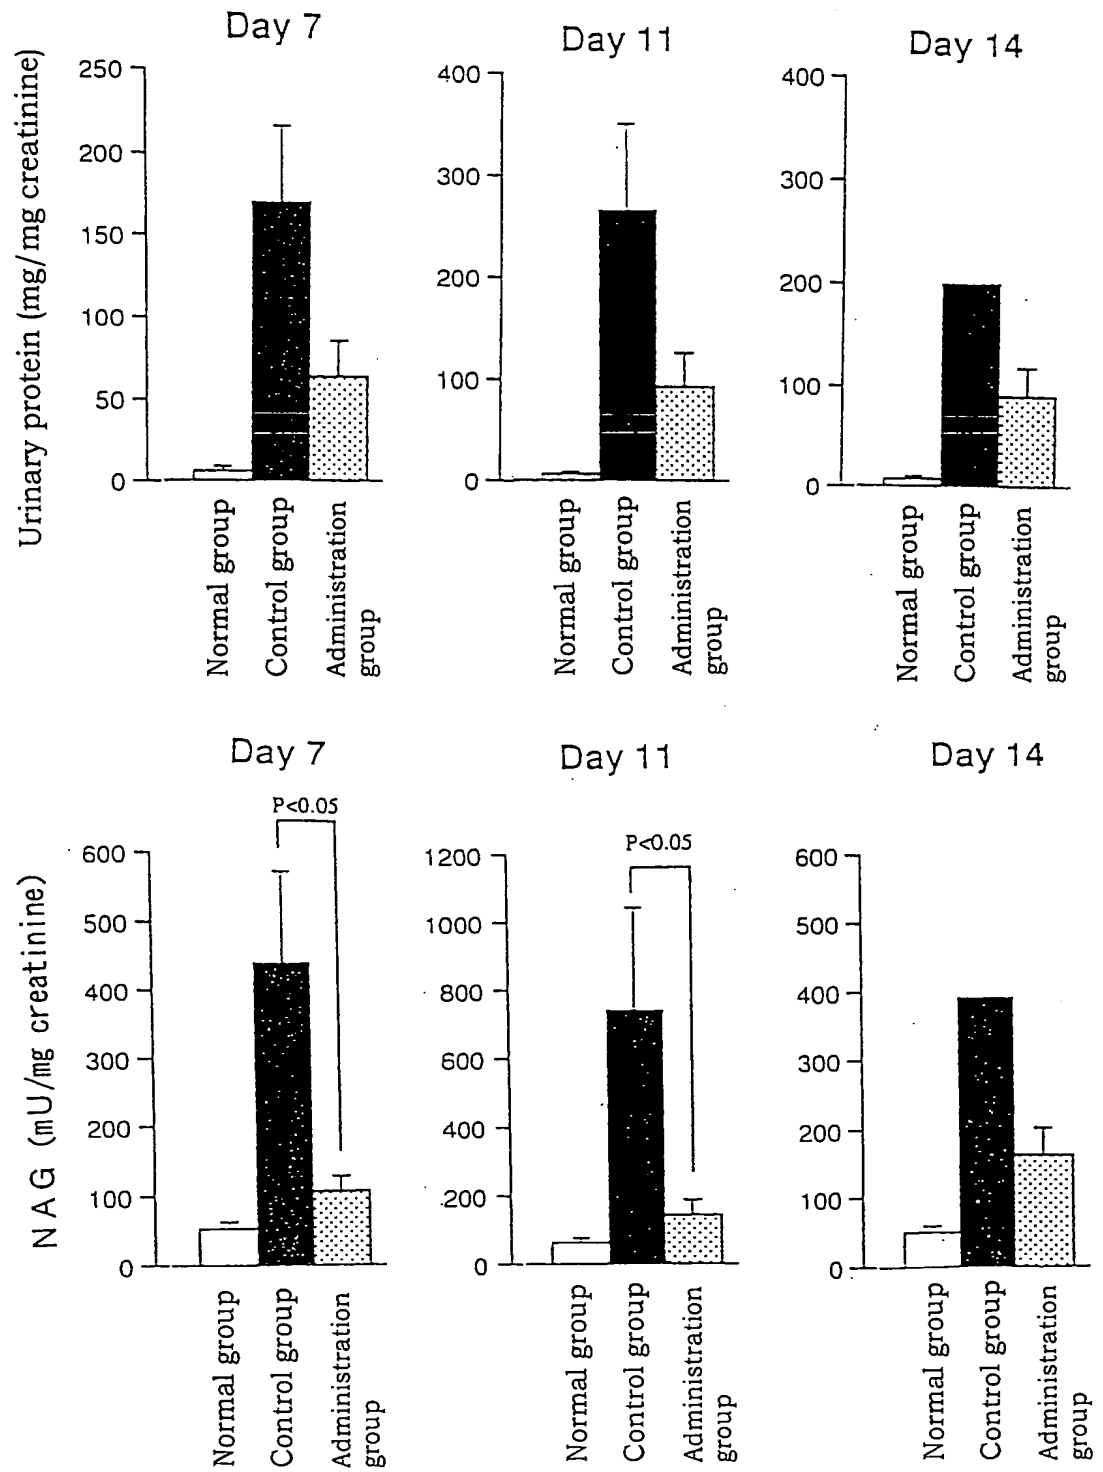 Day 7
Day 11
Day 14
Urinary protein (mg/mg creatinine)
250
200
150
100
50
0
400
300
200
100
0
400
300
200
100
0
Normal group
Control group
Administration
group
Normal group
Control group
Administration
group
Normal group
Control group
Administration
group
Day 7
Day 11
Day 14
NAG (mU/mg creatinine)
P<0.05
P<0.05
600
500
400
300
200
100
0
1200
1000
800
600
400
200
0
600
500
400
300
200
100
0
Normal group
Control group
Administration
group
Normal group
Control group
Administration
group
Normal group
Control group
Administration
group